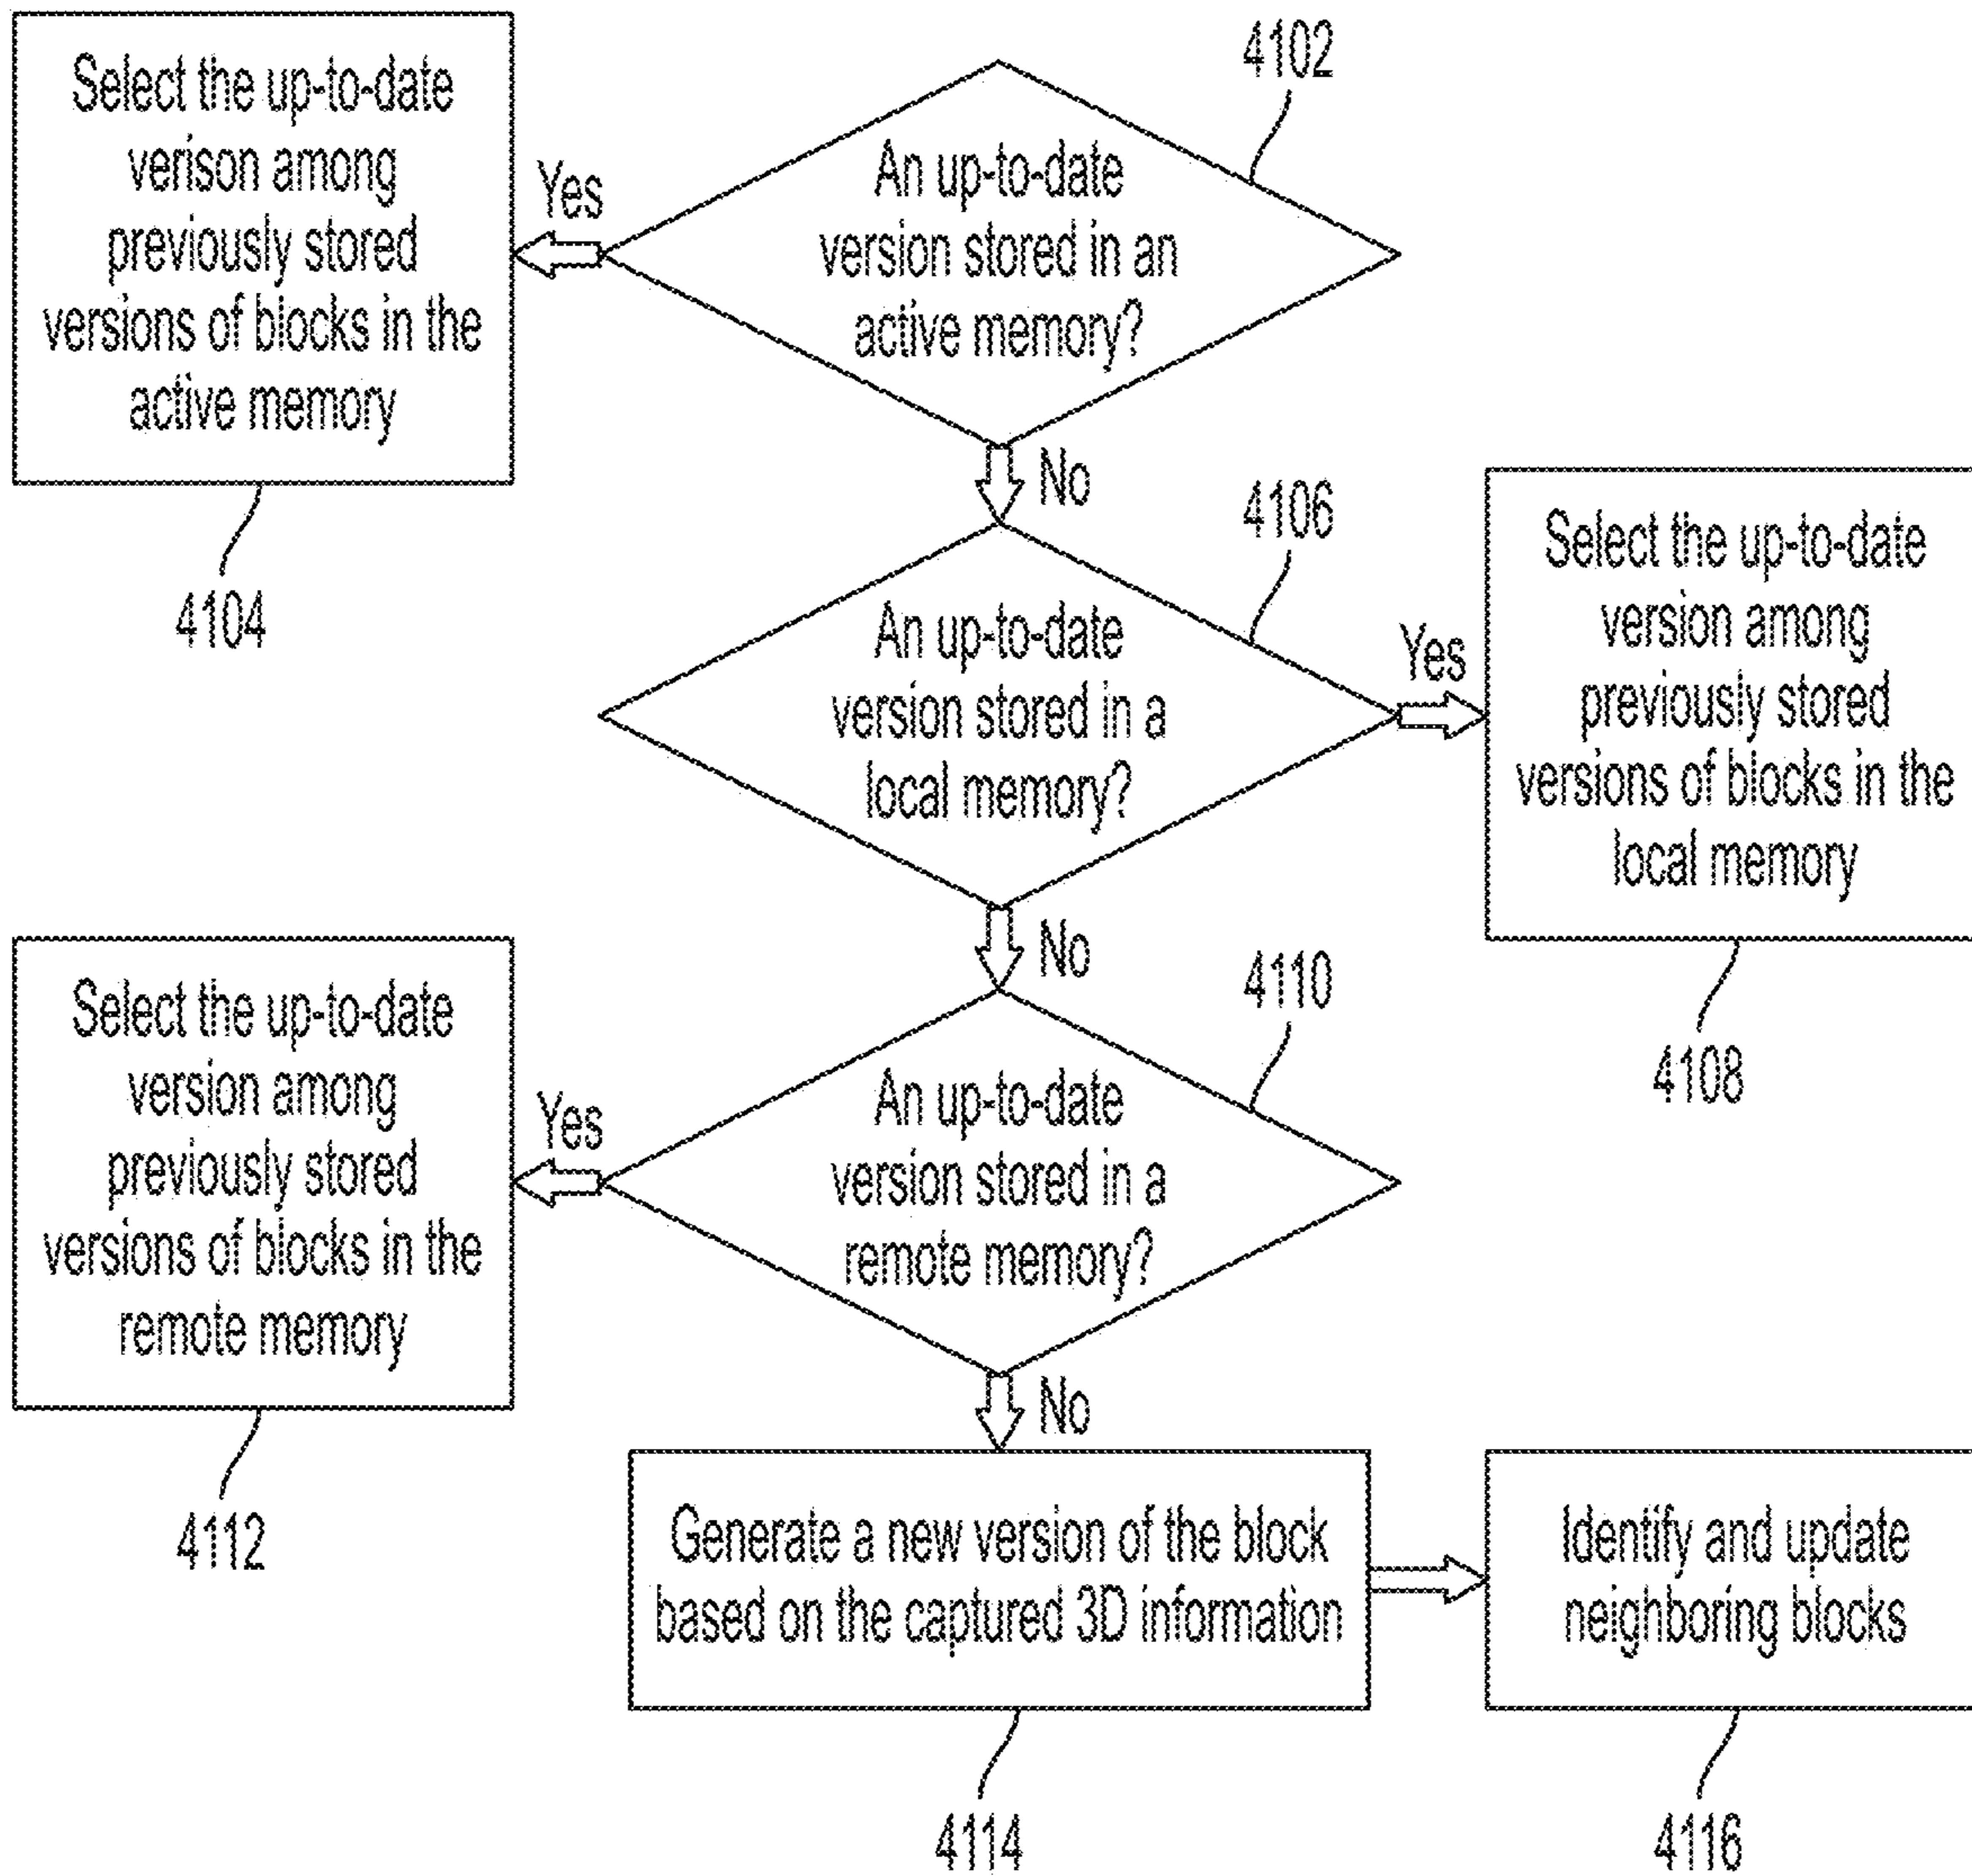 Select the up-to-date
verison among
previously stored
versions of blocks in the
active memory
4104
Yes
4102
An up-to-date
version stored in an
active memory?
No
4106
An up-to-date
version stored in a
local memory?
Yes
Select the up-to-date
version among
previously stored
versions of blocks in the
local memory
4108
No
4110
An up-to-date
version stored in a
remote memory?
Yes
Select the up-to-date
version among
previously stored
versions of blocks in the
remote memory
4112
No
Generate a new version of the block
based on the captured 3D information
4114
Identify and update
neighboring blocks
4116